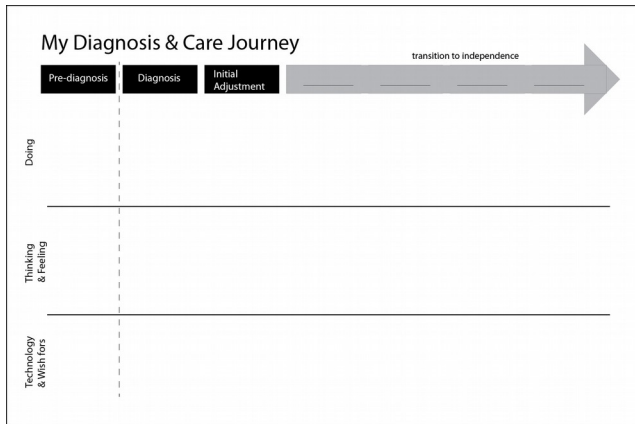 My Diagnosis & Care Journey
transition to independence
Pre-diagnosis
Diagnosis
Initial
Adjustment
Doing
Thinking
& Feeling
Technology
& Wish fors